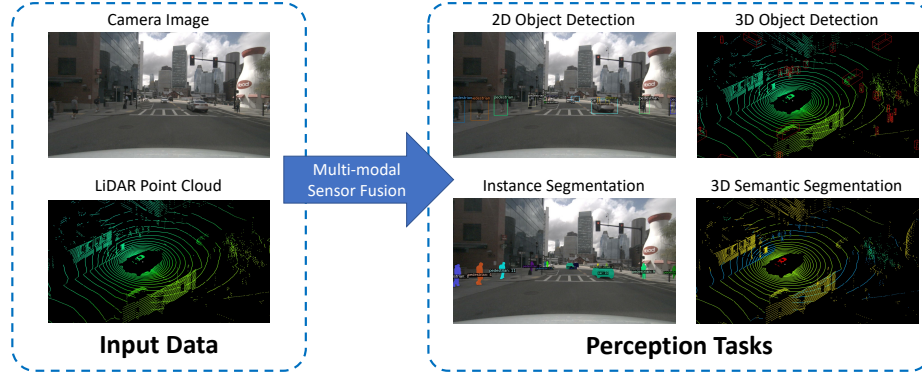 Camera Image
LiDAR Point Cloud
Input Data
Multi-modal
Sensor Fusion
2D Object Detection
3D Object Detection
Instance Segmentation
3D Semantic Segmentation
Perception Tasks